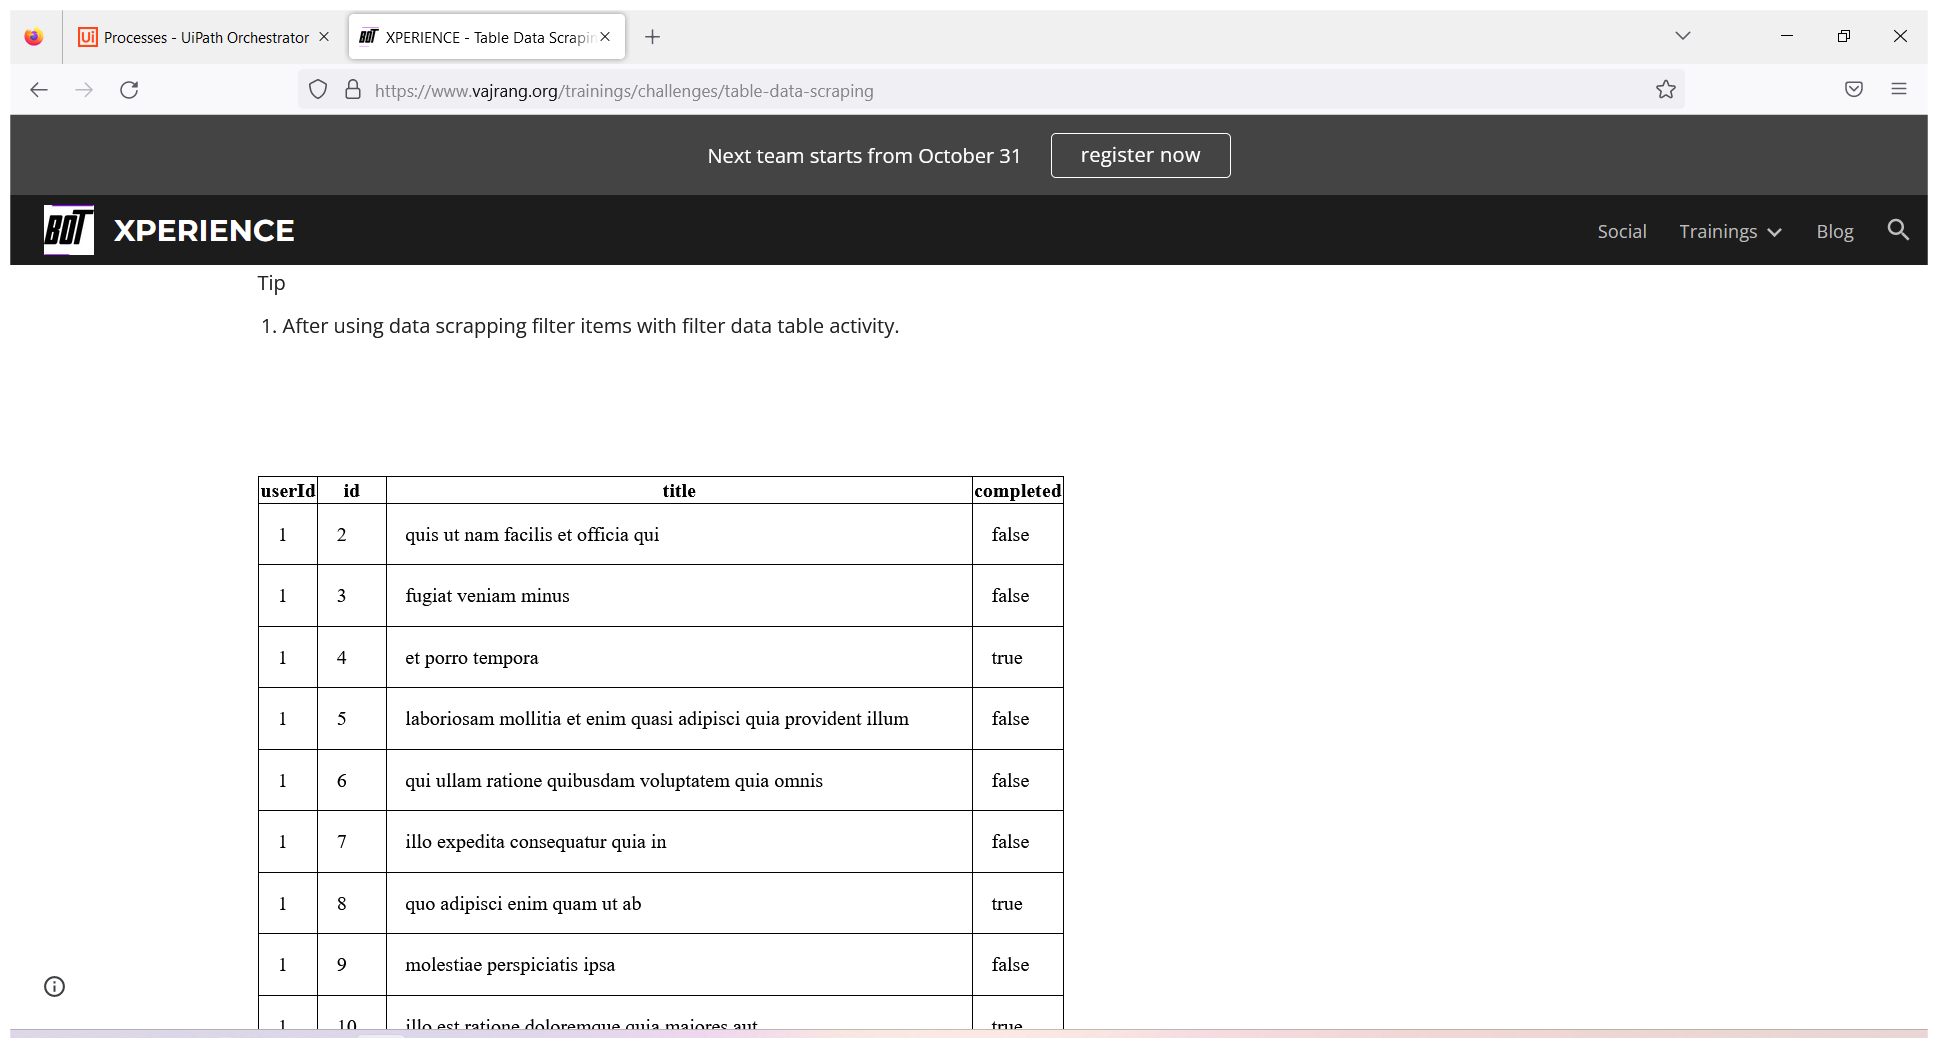 Processes - UiPath Orchestrator
BOT XPERIENCE - Table Data Scrapin
https://www.vajrang.org/trainings/challenges/table-data-scraping
Next team starts from October 31 register now
BOT XPERIENCE Social Trainings Blog
Tip
1. After using data scrapping filter items with filter data table activity.
userId id title completed
1 2 quis ut nam facilis et officia qui false
1 3 fugiat veniam minus false
1 4 et porro tempora true
1 5 laboriosam mollitia et enim quasi adipisci quia provident illum false
1 6 qui ullam ratione quibusdam voluptatem quia omnis false
1 7 illo expedita consequatur quia in false
1 8 quo adipisci enim quam ut ab true
1 9 molestiae perspiciatis ipsa false
1 10 illo est ratione doloremque quia maiores aut true